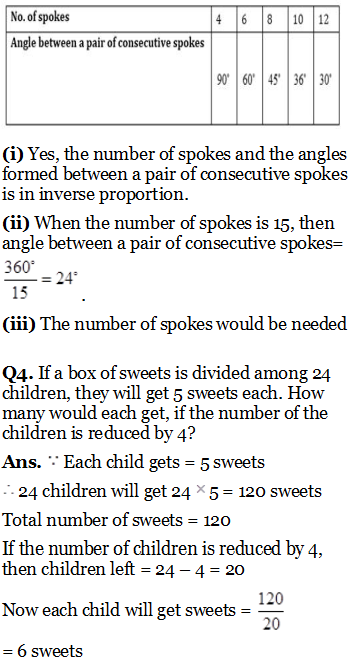 No. of spokes 4 6 8 10 12
Angle between a pair of consecutive spokes
90° 60° 45° 36° 30°
(i) Yes, the number of spokes and the angles
formed between a pair of consecutive spokes
is in inverse proportion.
(ii) When the number of spokes is 15, then
angle between a pair of consecutive spokes=
360°/15 = 24° .
(iii) The number of spokes would be needed
Q4. If a box of sweets is divided among 24
children, they will get 5 sweets each. How
many would each get, if the number of the
children is reduced by 4?
Ans. ∵ Each child gets = 5 sweets
∴ 24 children will get 24 × 5 = 120 sweets
Total number of sweets = 120
If the number of children is reduced by 4,
then children left = 24 – 4 = 20
Now each child will get sweets = 120/20
= 6 sweets